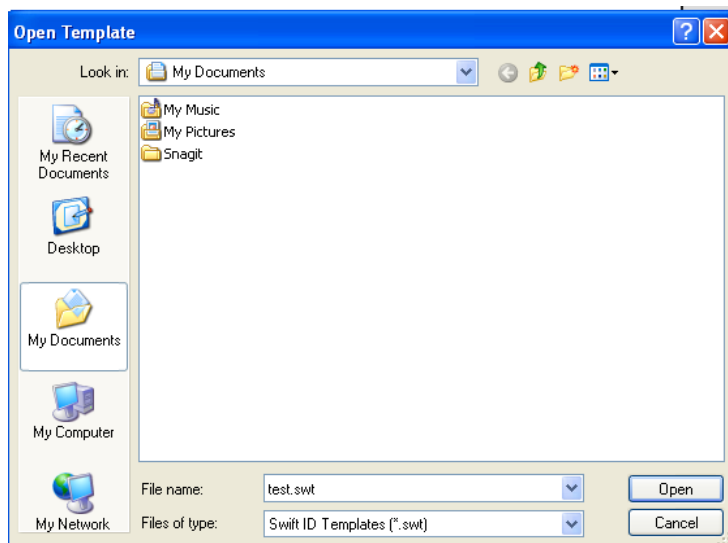 Open Template
Look in:
My Documents
My Recent
Documents
Desktop
My Documents
My Computer
My Network
My Music
My Pictures
Snagit
File name:
test.swt
Open
Files of type:
Swift ID Templates (*.swt)
Cancel